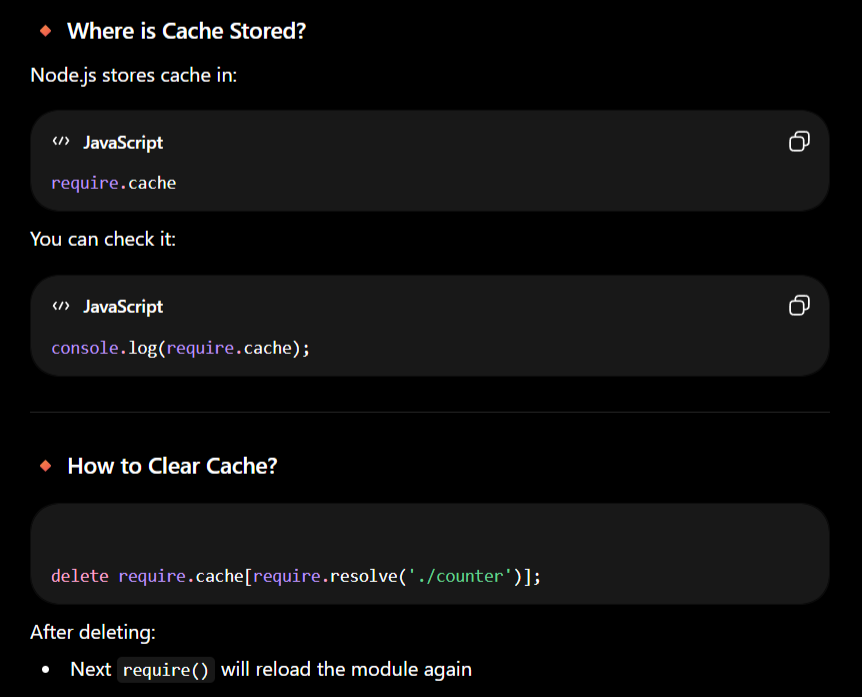 Where is Cache Stored?
Node.js stores cache in:
JavaScript
require.cache
You can check it:
JavaScript
console.log(require.cache);
How to Clear Cache?
delete require.cache[require.resolve('./counter')];
After deleting:
Next require() will reload the module again